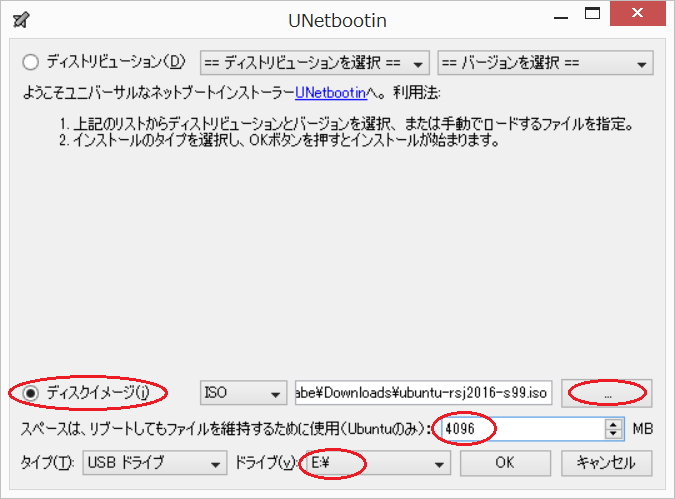 UNetbootin
ディストリビューション(D) == ディストリビューションを選択 == == バージョンを選択 ==
ようこそユニバーサルなネットブートインストーラーUNetbootinへ。利用法:
1. 上記のリストからディストリビューションとバージョンを選択、または手動でロードするファイルを指定。
2. インストールのタイプを選択し、OKボタンを押すとインストールが始まります。
ディスクイメージ(i) ISO abe¥Downloads¥ubuntu-rsj2016-s99.iso ...
スペースは、リブートしてもファイルを維持するために使用(Ubuntuのみ): 4096 MB
タイプ(T): USB ドライブ ドライブ(v): E:¥ OK キャンセル